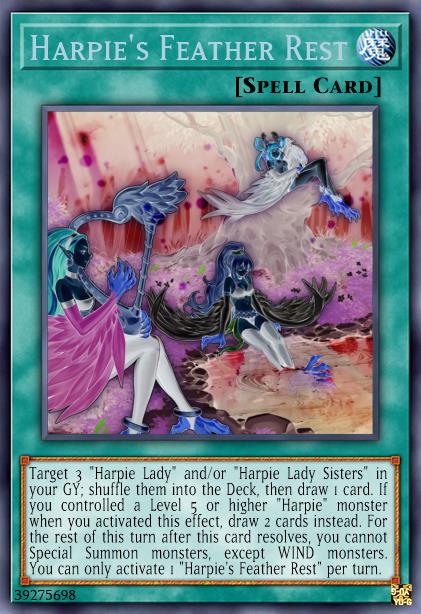 Harpie's Feather Rest 魔
[Spell Card]
Target 3 "Harpie Lady" and/or "Harpie Lady Sisters" in
your GY; shuffle them into the Deck, then draw 1 card. If
you controlled a Level 5 or higher "Harpie" monster
when you activated this effect, draw 2 cards instead. For
the rest of this turn after this card resolves, you cannot
Special Summon monsters, except WIND monsters.
You can only activate 1 "Harpie's Feather Rest" per turn.
39275698